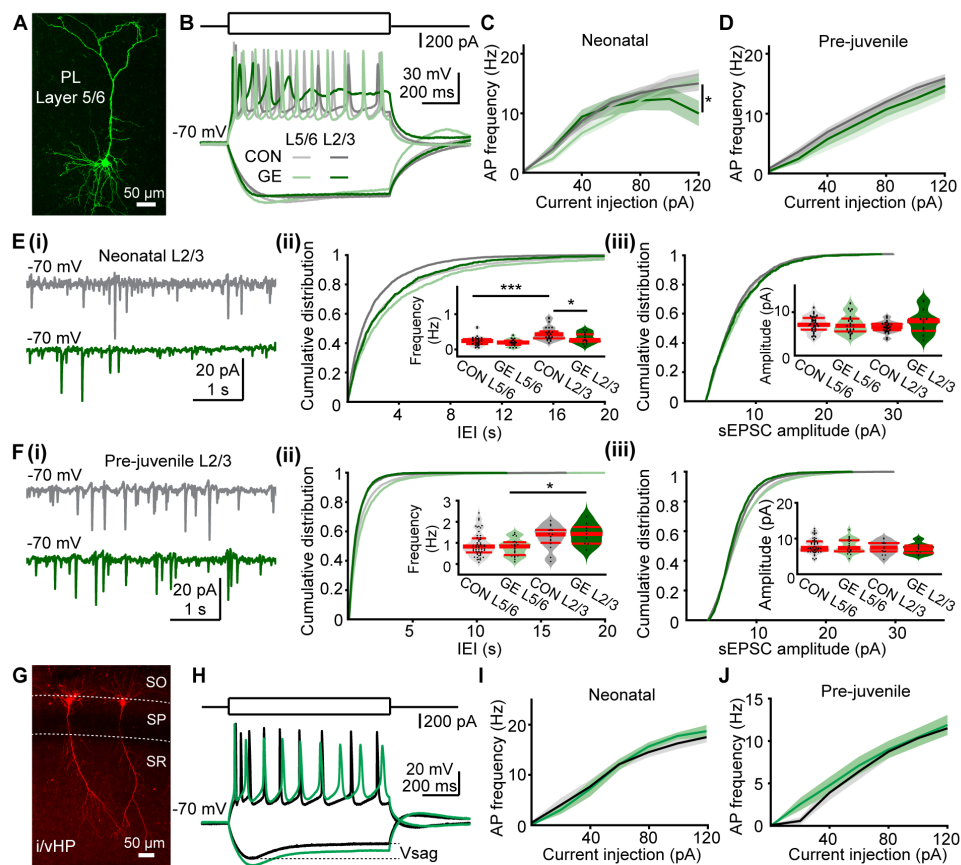 A
PL
Layer 5/6
50 µm
B
200 pA
30 mV
200 ms
-70 mV
L5/6 L2/3
CON
GE
C
Neonatal
AP frequency (Hz)
20
10
0
40 80 120
Current injection (pA)
*
D
Pre-juvenile
AP frequency (Hz)
20
10
0
40 80 120
Current injection (pA)
E (i)
Neonatal L2/3
-70 mV
-70 mV
20 pA
1 s
(ii)
Cumulative distribution
1
0.8
0.6
0.4
0.2
0
4 8 12 16 20
IEI (s)
Frequency
(Hz)
1
0
***
*
CON L5/6
GE L5/6
CON L2/3
GE L2/3
(iii)
Cumulative distribution
1
0.8
0.6
0.4
0.2
0
10 20 30
sEPSC amplitude (pA)
Amplitude (pA)
15
10
5
0
CON L5/6
GE L5/6
CON L2/3
GE L2/3
F (i)
Pre-juvenile L2/3
-70 mV
-70 mV
20 pA
1 s
(ii)
Cumulative distribution
1
0.8
0.6
0.4
0.2
0
5 10 15 20
IEI (s)
Frequency
(Hz)
3
2
1
0
*
CON L5/6
GE L5/6
CON L2/3
GE L2/3
(iii)
Cumulative distribution
1
0.8
0.6
0.4
0.2
0
10 20 30
sEPSC amplitude (pA)
Amplitude (pA)
20
10
0
CON L5/6
GE L5/6
CON L2/3
GE L2/3
G
SO
SP
SR
i/vHP
50 µm
H
200 pA
20 mV
200 ms
-70 mV
Vsag
I
Neonatal
AP frequency (Hz)
20
10
0
0 40 80 120
Current injection (pA)
J
Pre-juvenile
AP frequency (Hz)
15
10
5
0
0 40 80 120
Current injection (pA)